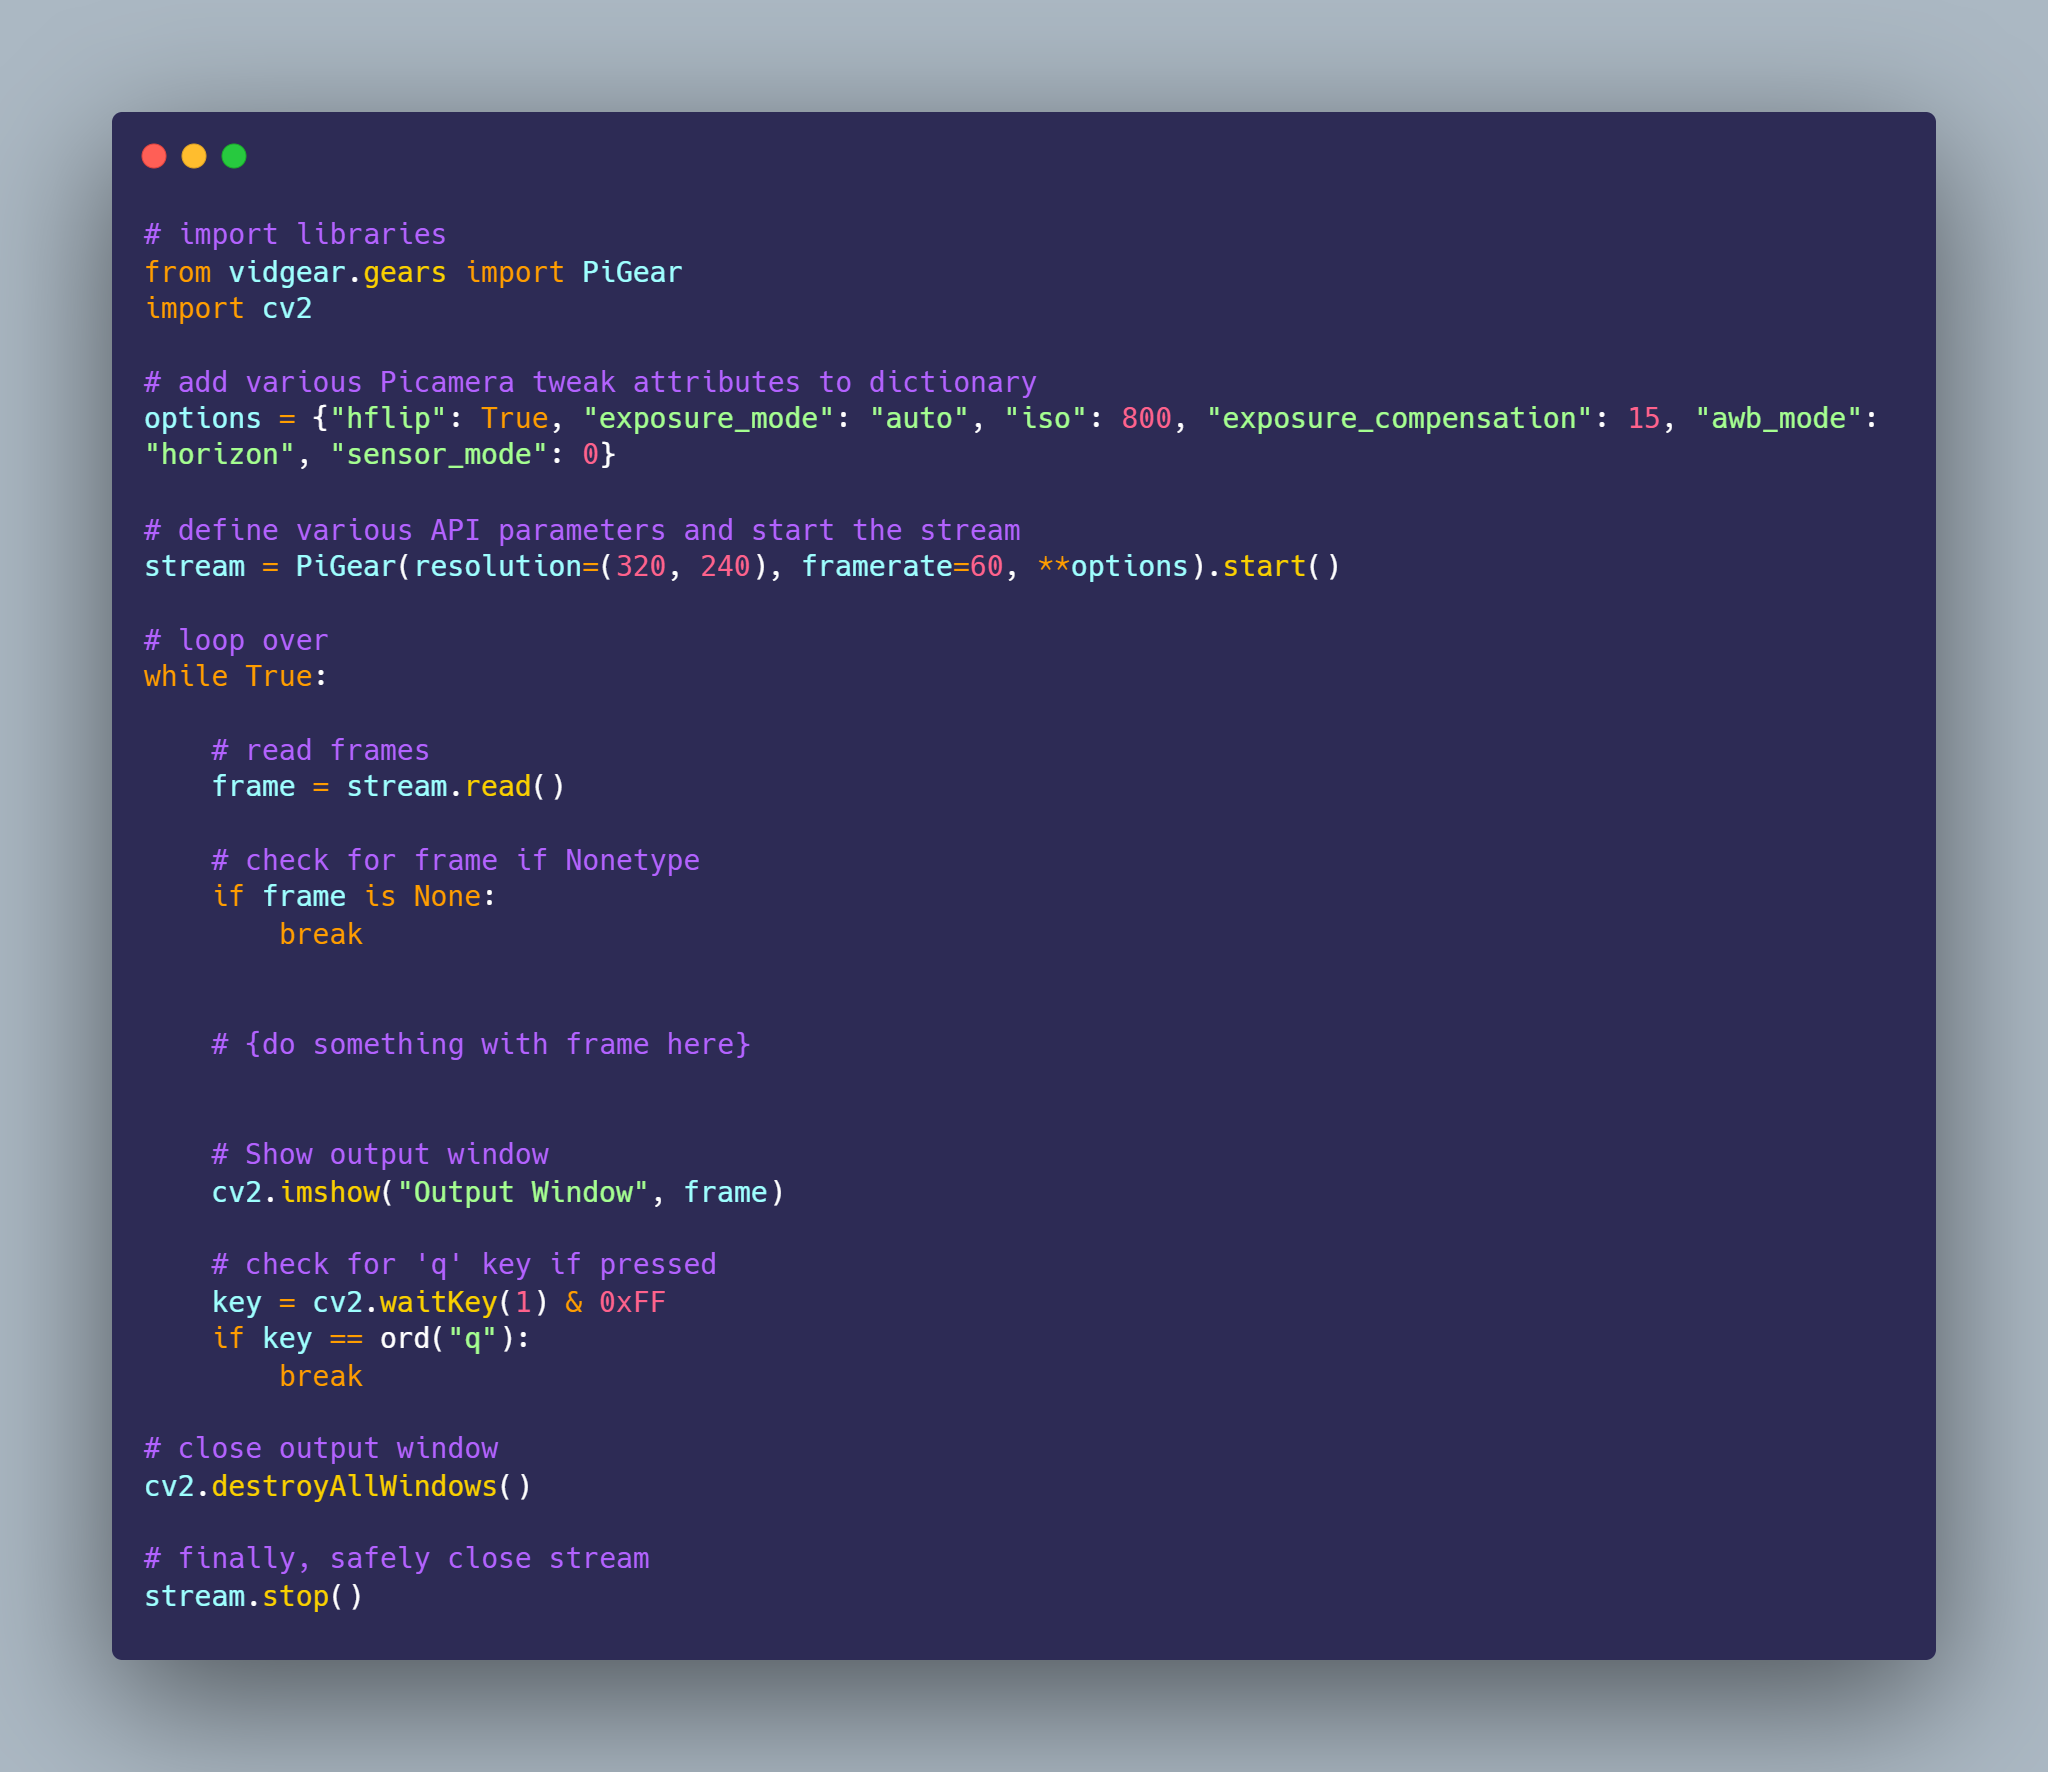 # import libraries
from vidgear.gears import PiGear
import cv2

# add various Picamera tweak attributes to dictionary
options = {"hflip": True, "exposure_mode": "auto", "iso": 800, "exposure_compensation": 15, "awb_mode":
"horizon", "sensor_mode": 0}

# define various API parameters and start the stream
stream = PiGear(resolution=(320, 240), framerate=60, **options).start()

# loop over
while True:

    # read frames
    frame = stream.read()

    # check for frame if Nonetype
    if frame is None:
        break


    # {do something with frame here}


    # Show output window
    cv2.imshow("Output Window", frame)

    # check for 'q' key if pressed
    key = cv2.waitKey(1) & 0xFF
    if key == ord("q"):
        break

# close output window
cv2.destroyAllWindows()

# finally, safely close stream
stream.stop()